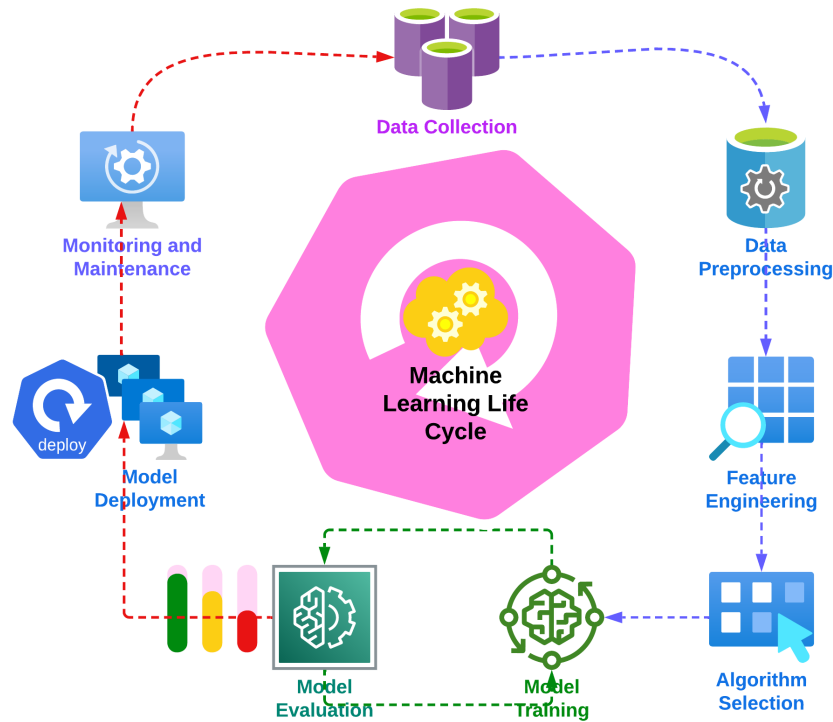 Data Collection
Monitoring and
Maintenance
Data
Preprocessing
Machine
Learning Life
Cycle
deploy
Model
Deployment
Feature
Engineering
Model
Evaluation
Model
Training
Algorithm
Selection